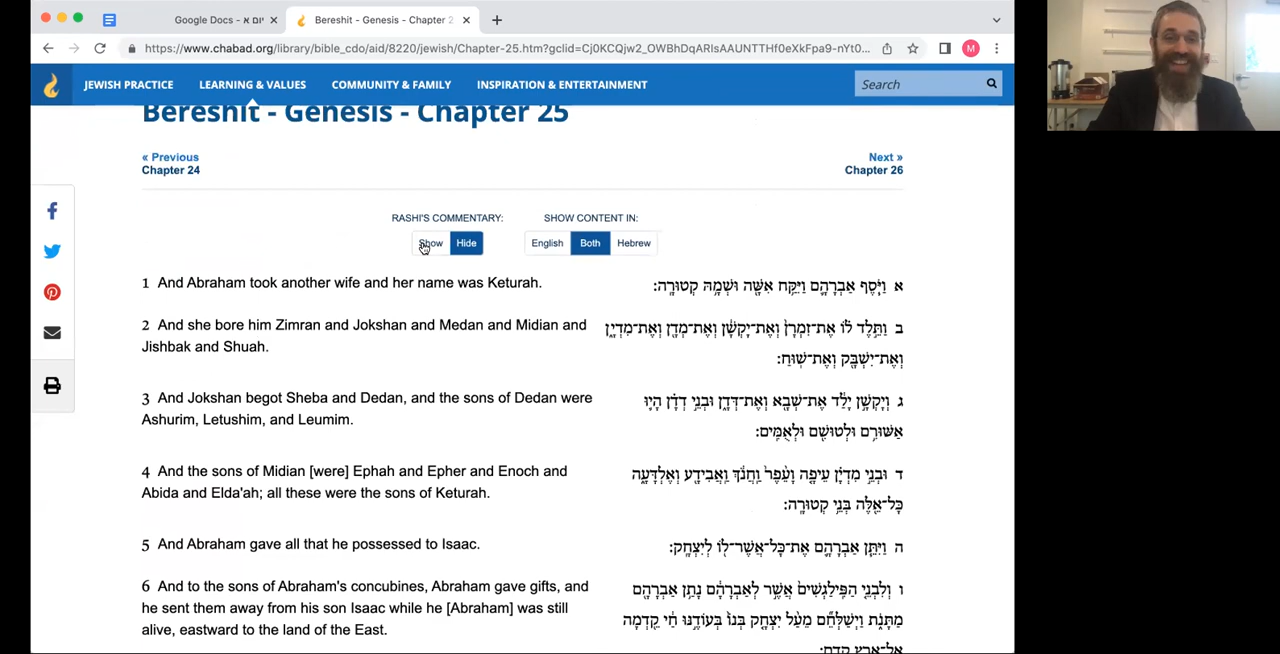 Google Docs - יום א
Bereshit - Genesis - Chapter 2
https://www.chabad.org/library/bible_cdo/aid/8220/jewish/Chapter-25.htm?gclid=Cj0KCQjw2_OWBhDqARIsAAUNTTHf0eXkFpa9-nYt0...
M
JEWISH PRACTICE LEARNING & VALUES COMMUNITY & FAMILY INSPIRATION & ENTERTAINMENT Search
Bereshit - Genesis - Chapter 25
« Previous
Chapter 24
Next »
Chapter 26
RASHI'S COMMENTARY: SHOW CONTENT IN:
Show Hide English Both Hebrew
1 And Abraham took another wife and her name was Keturah.
א וַיֹּ֧סֶף אַבְרָהָ֛ם וַיִּקַּ֥ח אִשָּׁ֖ה וּשְׁמָ֥הּ קְטוּרָֽה:
2 And she bore him Zimran and Jokshan and Medan and Midian and
Jishbak and Shuah.
ב וַתֵּ֣לֶד ל֗וֹ אֶת־זִמְרָן֙ וְאֶת־יָקְשָׁ֔ן וְאֶת־מְדָ֖ן וְאֶת־מִדְיָ֑ן
וְאֶת־יִשְׁבָּ֖ק וְאֶת־שֽׁוּחַ:
3 And Jokshan begot Sheba and Dedan, and the sons of Dedan were
Ashurim, Letushim, and Leumim.
ג וְיָקְשָׁ֣ן יָלַ֔ד אֶת־שְׁבָ֖א וְאֶת־דְּדָ֑ן וּבְנֵ֣י דְדָ֔ן הָי֛וּ
אַשּׁוּרִ֥ם וּלְטוּשִׁ֖ם וּלְאֻמִּֽים:
4 And the sons of Midian [were] Ephah and Epher and Enoch and
Abida and Elda'ah; all these were the sons of Keturah.
ד וּבְנֵ֣י מִדְיָ֗ן עֵיפָ֤ה וָעֵ֨פֶר֙ וַֽחֲנֹ֔ךְ וַֽאֲבִידָ֖ע וְאֶלְדָּעָ֑ה
כָּל־אֵ֖לֶּה בְּנֵ֥י קְטוּרָֽה:
5 And Abraham gave all that he possessed to Isaac.
ה וַיִּתֵּ֧ן אַבְרָהָ֛ם אֶת־כָּל־אֲשֶׁר־ל֖וֹ לְיִצְחָֽק:
6 And to the sons of Abraham's concubines, Abraham gave gifts, and
he sent them away from his son Isaac while he [Abraham] was still
alive, eastward to the land of the East.
ו וְלִבְנֵ֤י הַפִּֽילַגְשִׁים֙ אֲשֶׁ֣ר לְאַבְרָהָ֔ם נָתַ֥ן אַבְרָהָ֖ם
מַתָּנֹ֑ת וַיְשַׁלְּחֵ֞ם מֵעַ֨ל יִצְחָ֤ק בְּנוֹ֙ בְּעוֹדֶ֣נּוּ חַ֔י קֵ֖דְמָה
אֶל־אֶ֥רֶץ קֶֽדֶם: